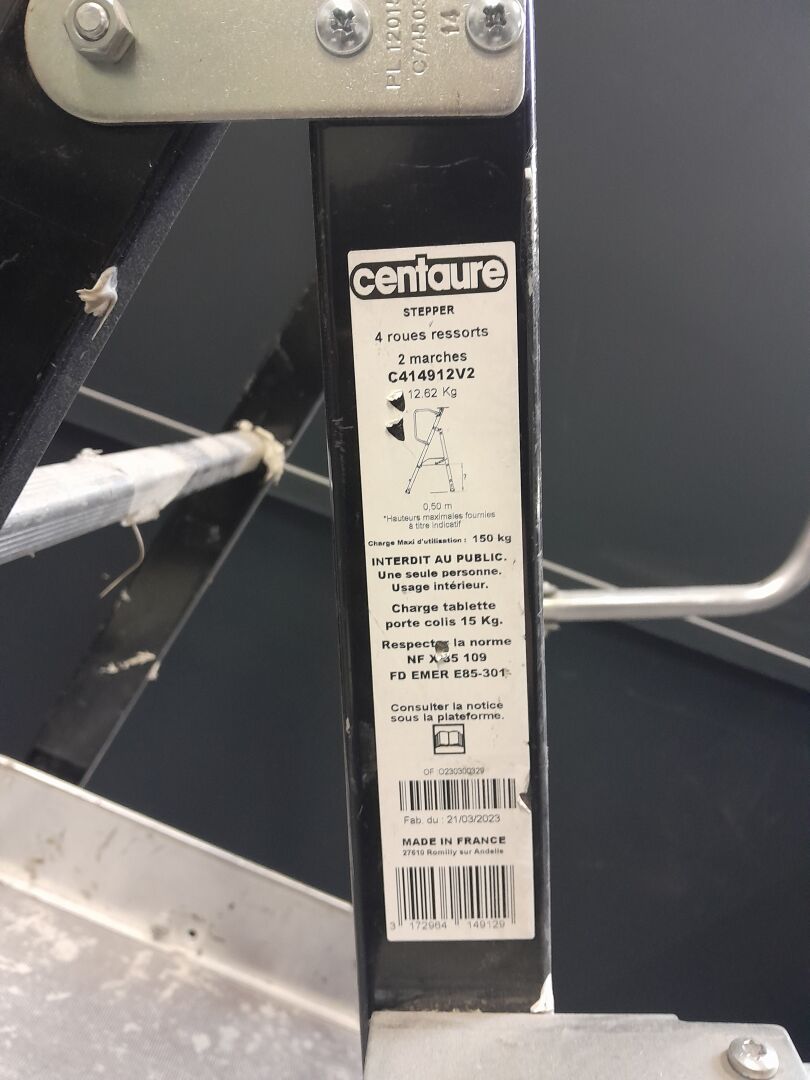 14
centaure
STEPPER
4 roues ressorts
2 marches
C414912V2
12.62 Kg
0,50 m
*Hauteurs maximales fournies
à titre indicatif
Charge Maxi d'utilisation : 150 kg
INTERDIT AU PUBLIC.
Une seule personne.
Usage intérieur.
Charge tablette
porte colis 15 Kg.
la norme
NF
109
FD EMER E85-301
Consulter la notice
sous la plateforme.
OF :O230300329
Fab. du : 21/03/2023
MADE IN FRANCE
27610 Romilly sur Andelle
3 172964 149129